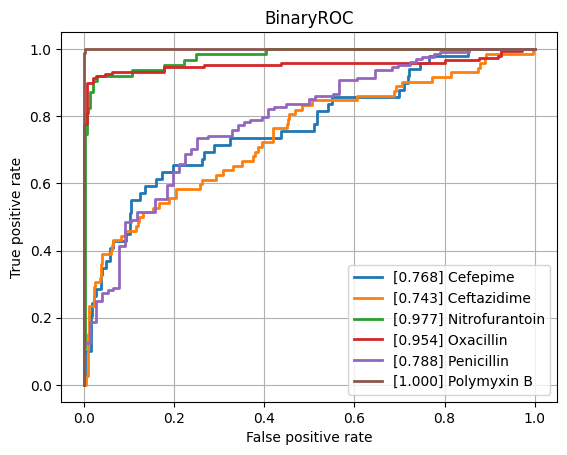 BinaryROC
True positive rate
1.0
0.8
0.6
0.4
0.2
0.0
[0.768] Cefepime
[0.743] Ceftazidime
[0.977] Nitrofurantoin
[0.954] Oxacillin
[0.788] Penicillin
[1.000] Polymyxin B
0.0 0.2 0.4 0.6 0.8 1.0
False positive rate